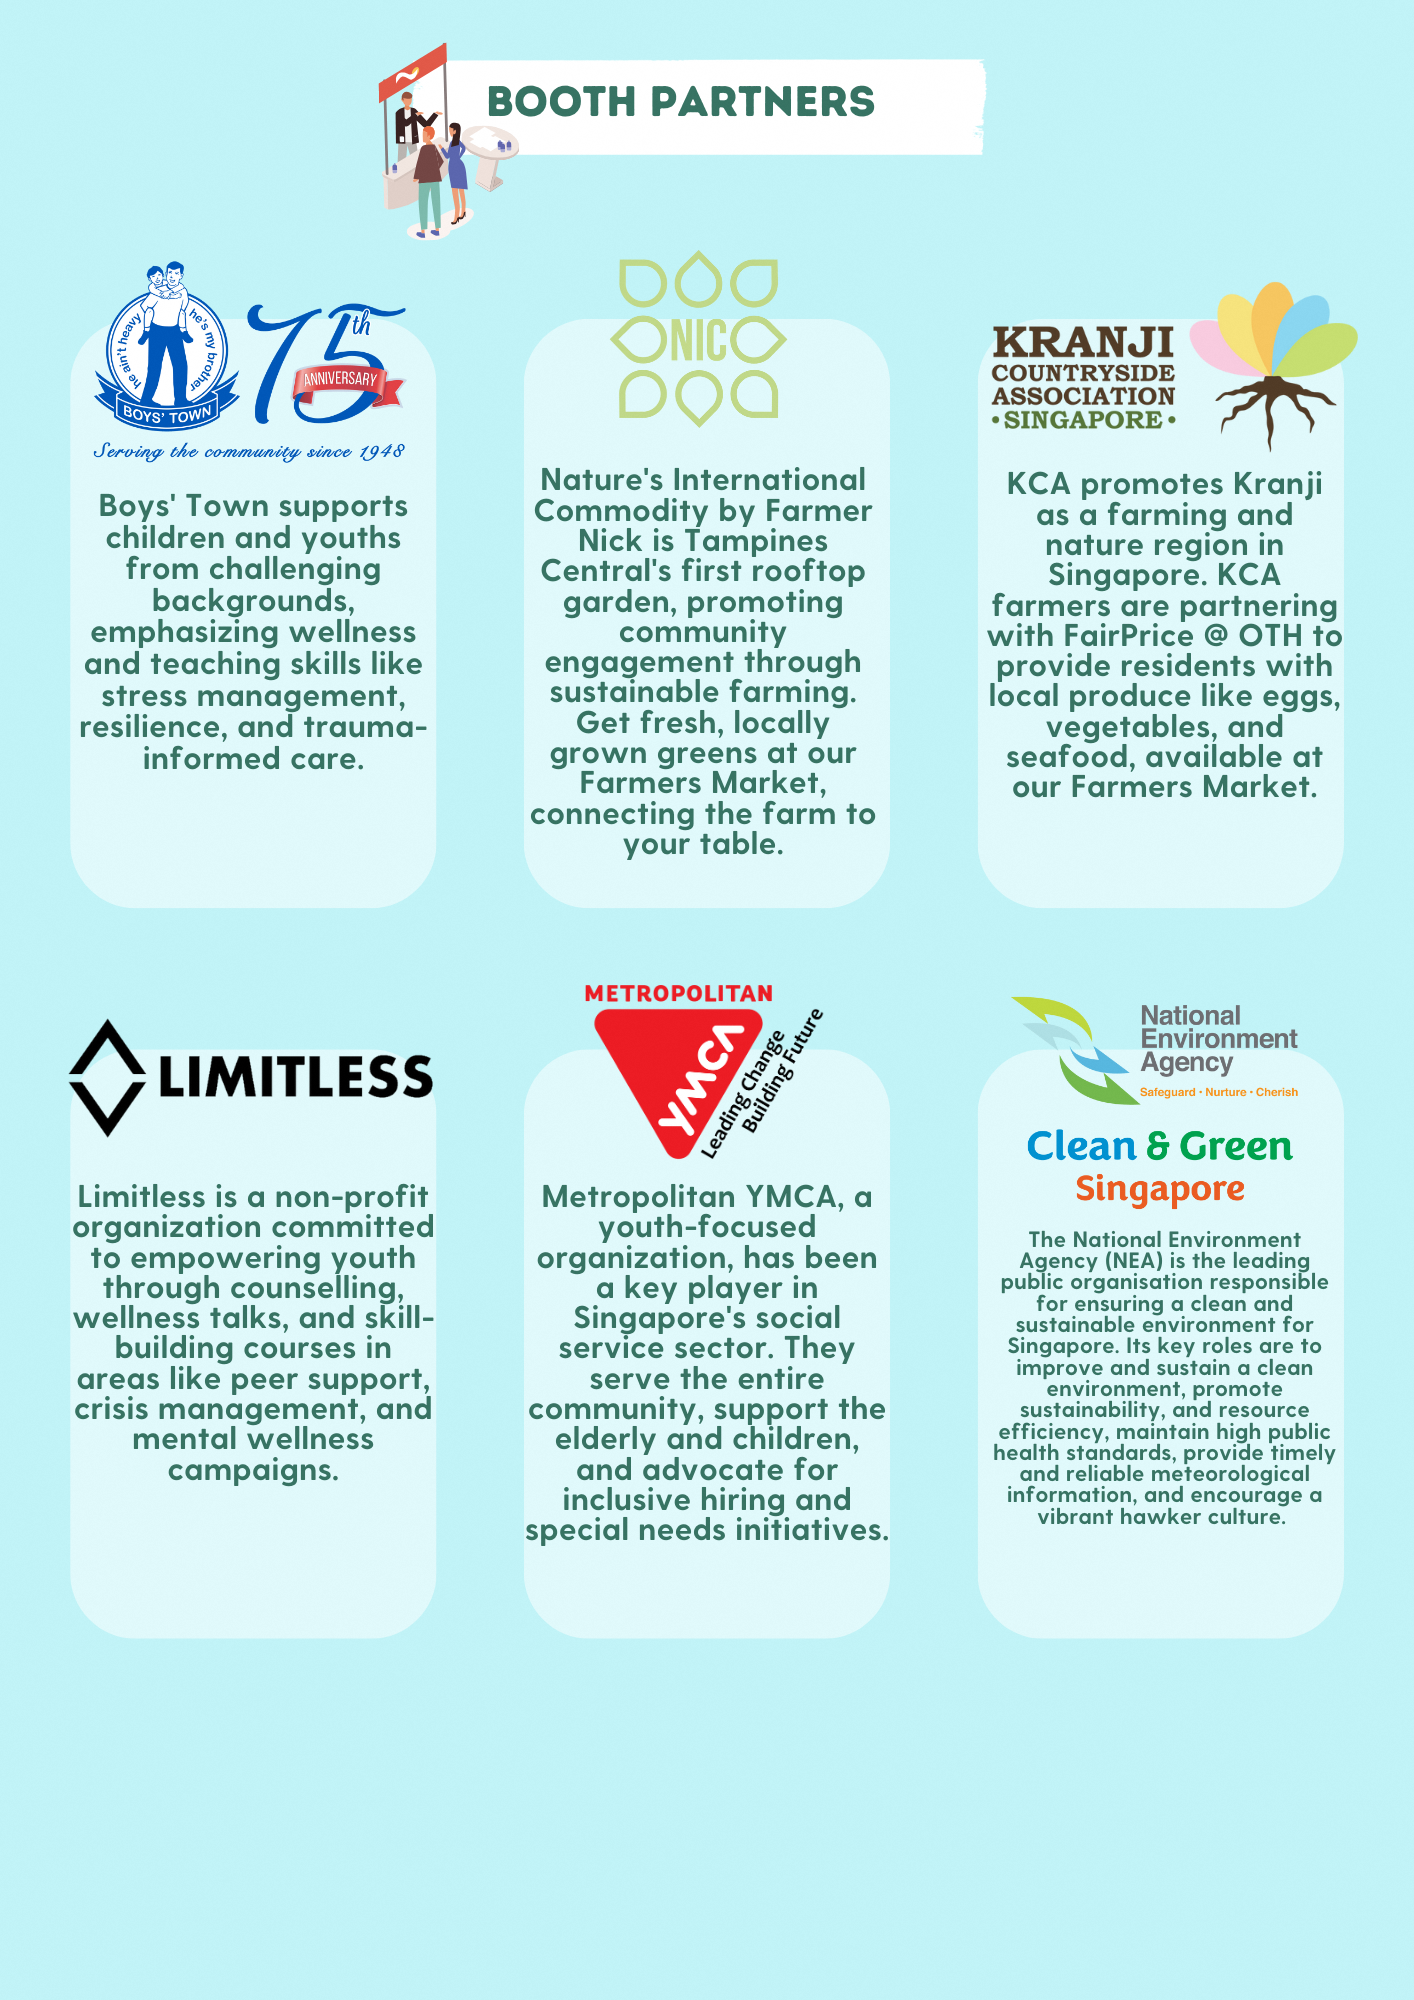 BOOTH PARTNERS
he ain't heavy
he's my brother
BOYS' TOWN
75th
ANNIVERSARY
Serving the community since 1948
Boys' Town supports
children and youths
from challenging
backgrounds,
emphasizing wellness
and teaching skills like
stress management,
resilience, and trauma-
informed care.
NIC
Nature's International
Commodity by Farmer
Nick is Tampines
Central's first rooftop
garden, promoting
community
engagement through
sustainable farming.
Get fresh, locally
grown greens at our
Farmers Market,
connecting the farm to
your table.
KRANJI
COUNTRYSIDE
ASSOCIATION
• SINGAPORE •
KCA promotes Kranji
as a farming and
nature region in
Singapore. KCA
farmers are partnering
with FairPrice @ OTH to
provide residents with
local produce like eggs,
vegetables, and
seafood, available at
our Farmers Market.
LIMITLESS
Limitless is a non-profit
organization committed
to empowering youth
through counselling,
wellness talks, and skill-
building courses in
areas like peer support,
crisis management, and
mental wellness
campaigns.
METROPOLITAN
YMCA
Leading Change
Building Future
Metropolitan YMCA, a
youth-focused
organization, has been
a key player in
Singapore's social
service sector. They
serve the entire
community, support the
elderly and children,
and advocate for
inclusive hiring and
special needs initiatives.
National
Environment
Agency
Safeguard • Nurture • Cherish
Clean & Green
Singapore
The National Environment
Agency (NEA) is the leading
public organisation responsible
for ensuring a clean and
sustainable environment for
Singapore. Its key roles are to
improve and sustain a clean
environment, promote
sustainability, and resource
efficiency, maintain high public
health standards, provide timely
and reliable meteorological
information, and encourage a
vibrant hawker culture.